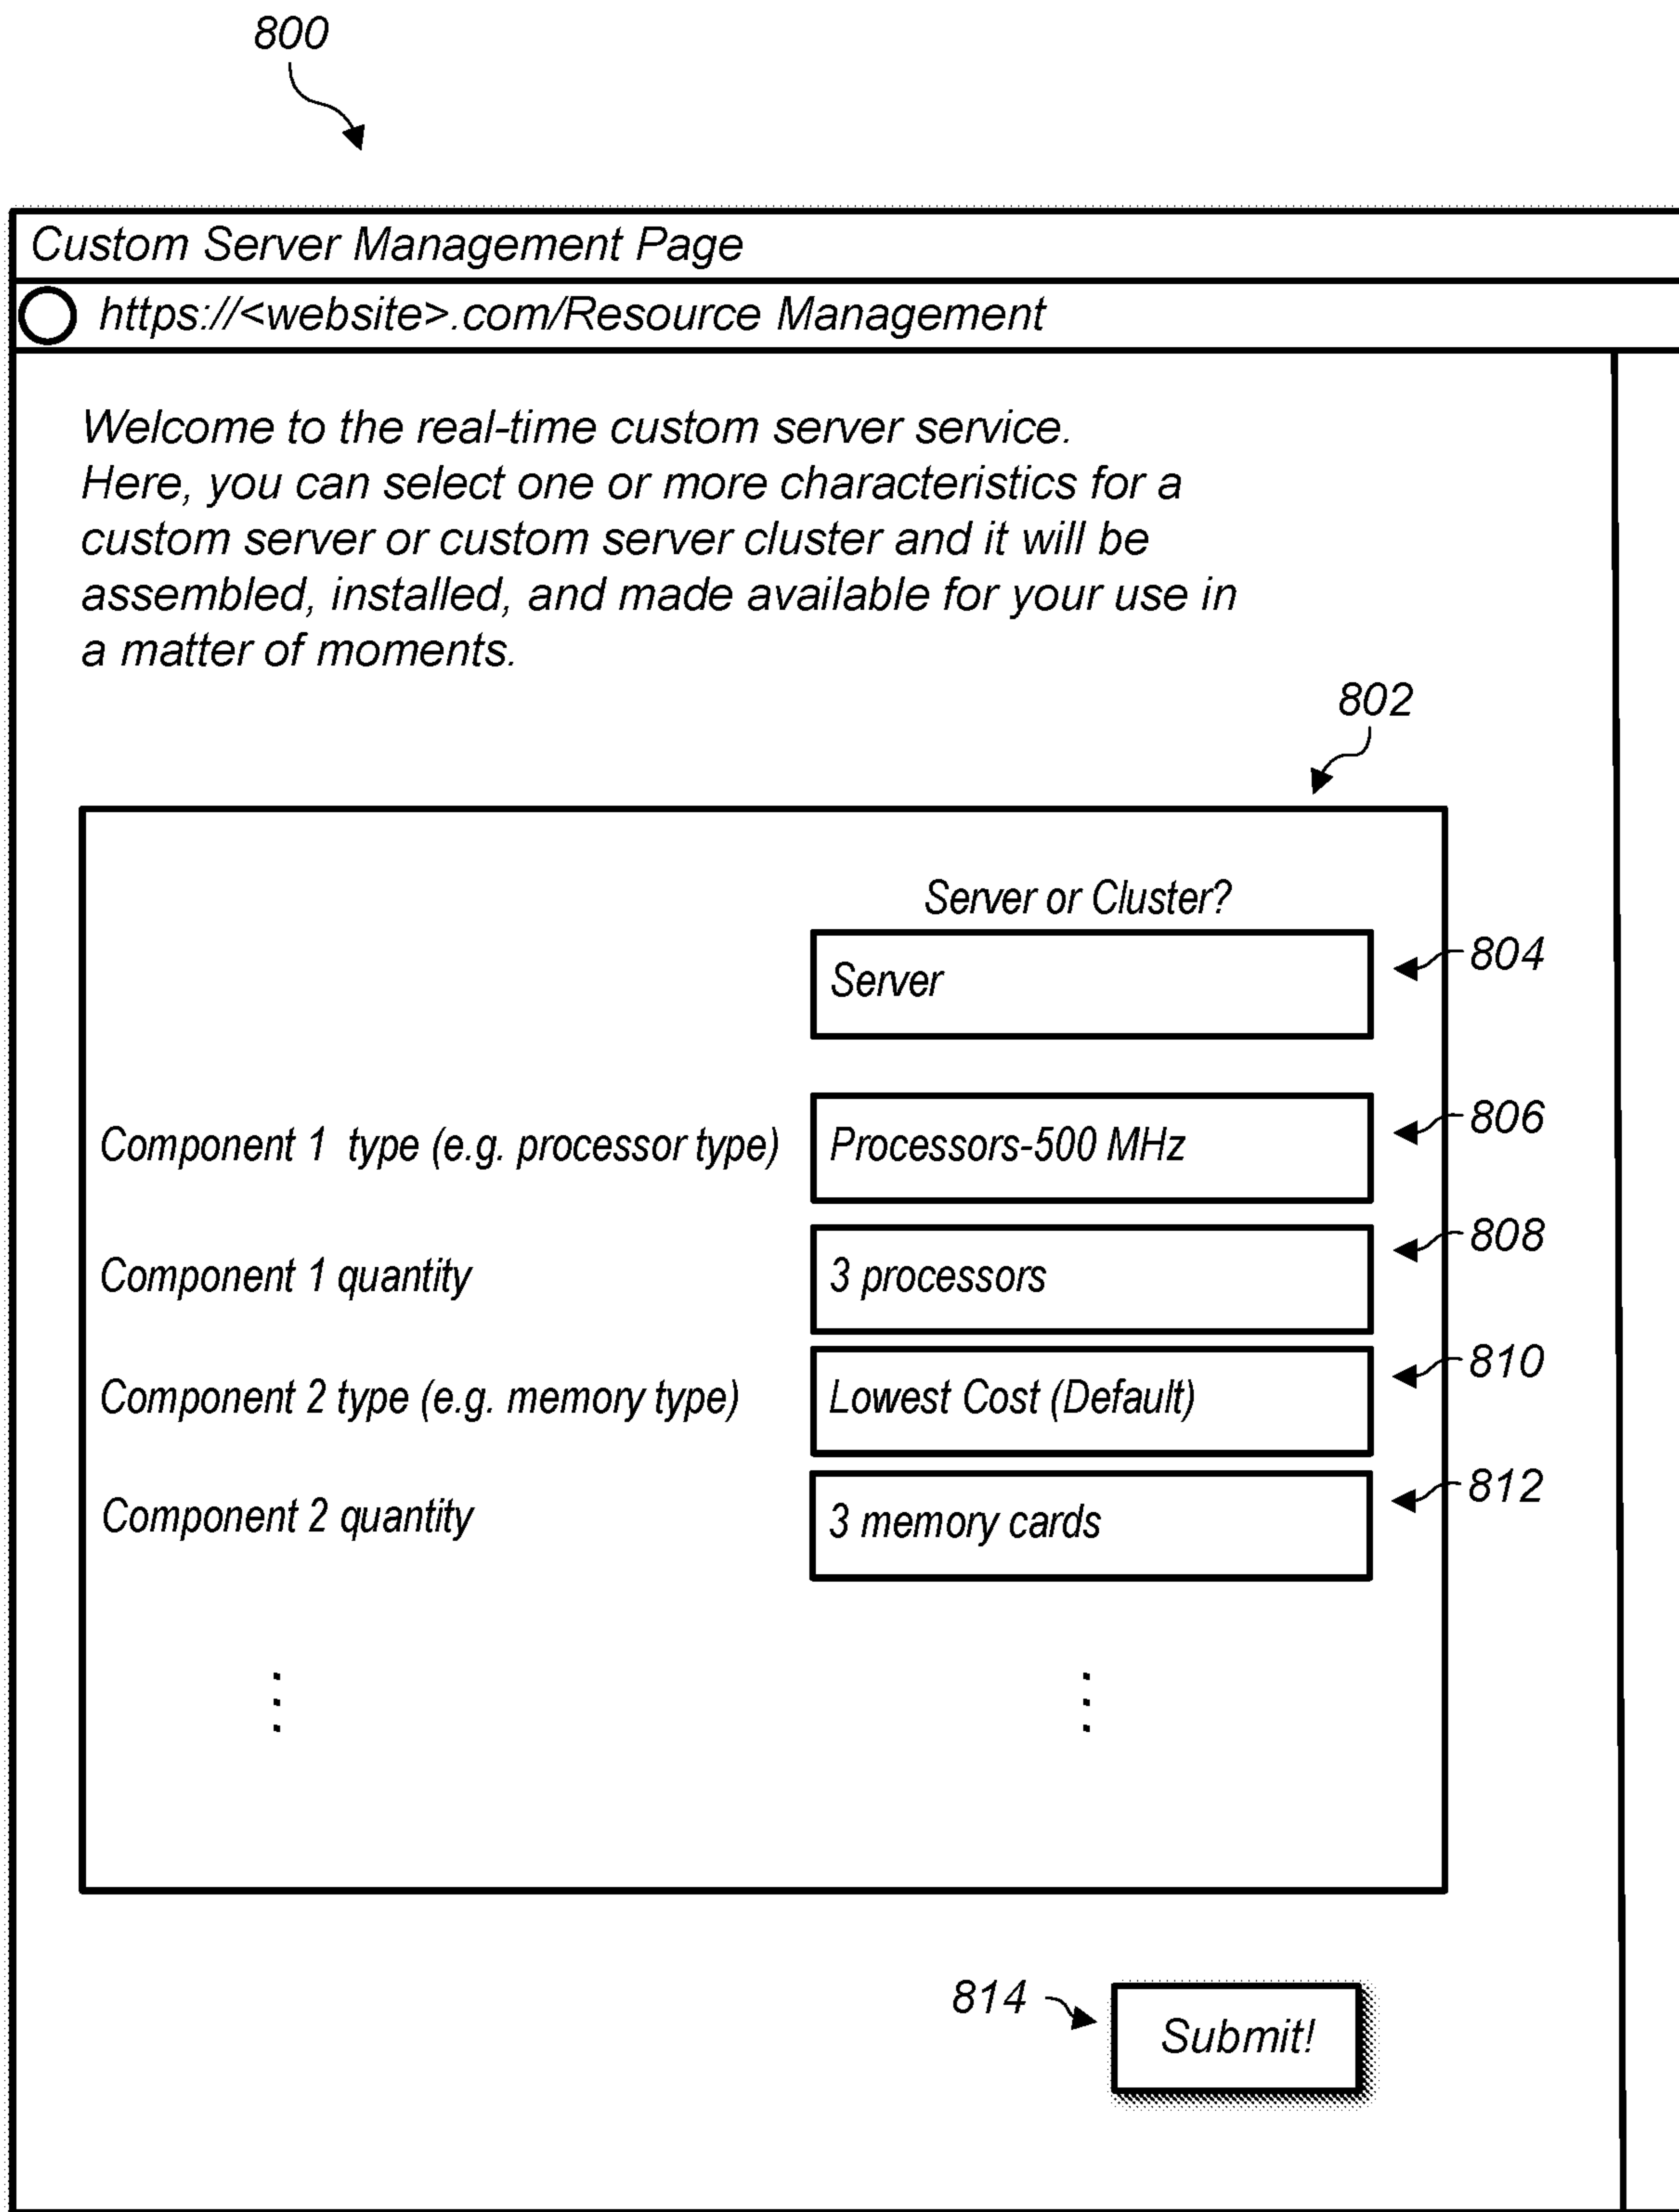 800
Custom Server Management Page
https://<website>.com/Resource Management
Welcome to the real-time custom server service.
Here, you can select one or more characteristics for a
custom server or custom server cluster and it will be
assembled, installed, and made available for your use in
a matter of moments.
802
Server or Cluster?
Server
804
Component 1 type (e.g. processor type)
Processors-500 MHz
806
Component 1 quantity
3 processors
808
Component 2 type (e.g. memory type)
Lowest Cost (Default)
810
Component 2 quantity
3 memory cards
812
814
Submit!